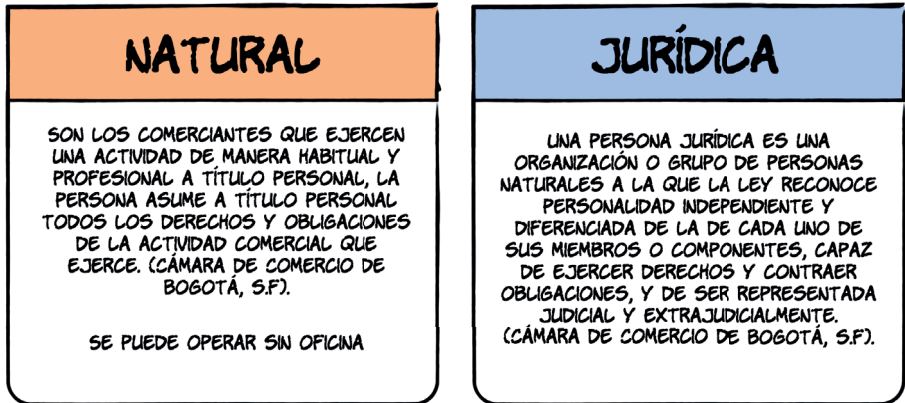 NATURAL
SON LOS COMERCIANTES QUE EJERCEN
UNA ACTIVIDAD DE MANERA HABITUAL Y
PROFESIONAL A TÍTULO PERSONAL, LA
PERSONA ASUME A TÍTULO PERSONAL
TODOS LOS DERECHOS Y OBLIGACIONES
DE LA ACTIVIDAD COMERCIAL QUE
EJERCE. (CÁMARA DE COMERCIO DE
BOGOTÁ, S.F).
SE PUEDE OPERAR SIN OFICINA
JURÍDICA
UNA PERSONA JURÍDICA ES UNA
ORGANIZACIÓN O GRUPO DE PERSONAS
NATURALES A LA QUE LA LEY RECONOCE
PERSONALIDAD INDEPENDIENTE Y
DIFERENCIADA DE LA DE CADA UNO DE
SUS MIEMBROS O COMPONENTES, CAPAZ
DE EJERCER DERECHOS Y CONTRAER
OBLIGACIONES, Y DE SER REPRESENTADA
JUDICIAL Y EXTRAJUDICIALMENTE.
(CÁMARA DE COMERCIO DE BOGOTÁ, S.F).